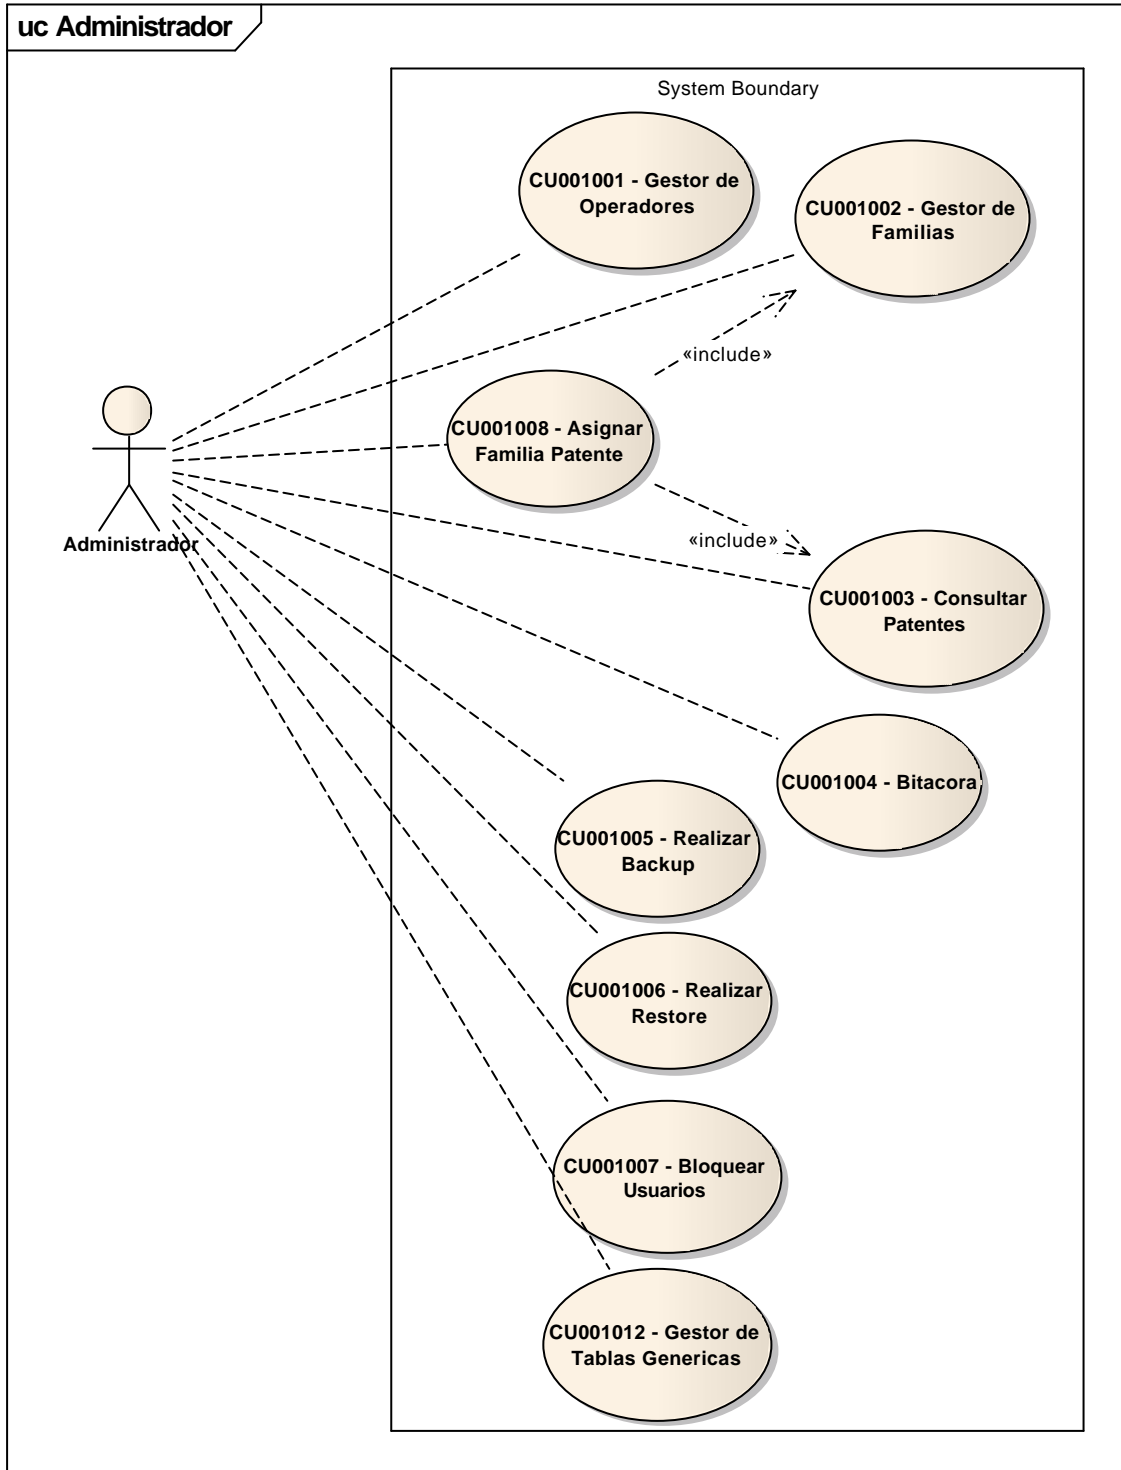 uc Administrador
System Boundary
CU001001 - Gestor de
Operadores
CU001002 - Gestor de
Familias
«include»
CU001008 - Asignar
Familia Patente
Administrador
«include»
CU001003 - Consultar
Patentes
CU001004 - Bitacora
CU001005 - Realizar
Backup
CU001006 - Realizar
Restore
CU001007 - Bloquear
Usuarios
CU001012 - Gestor de
Tablas Genericas